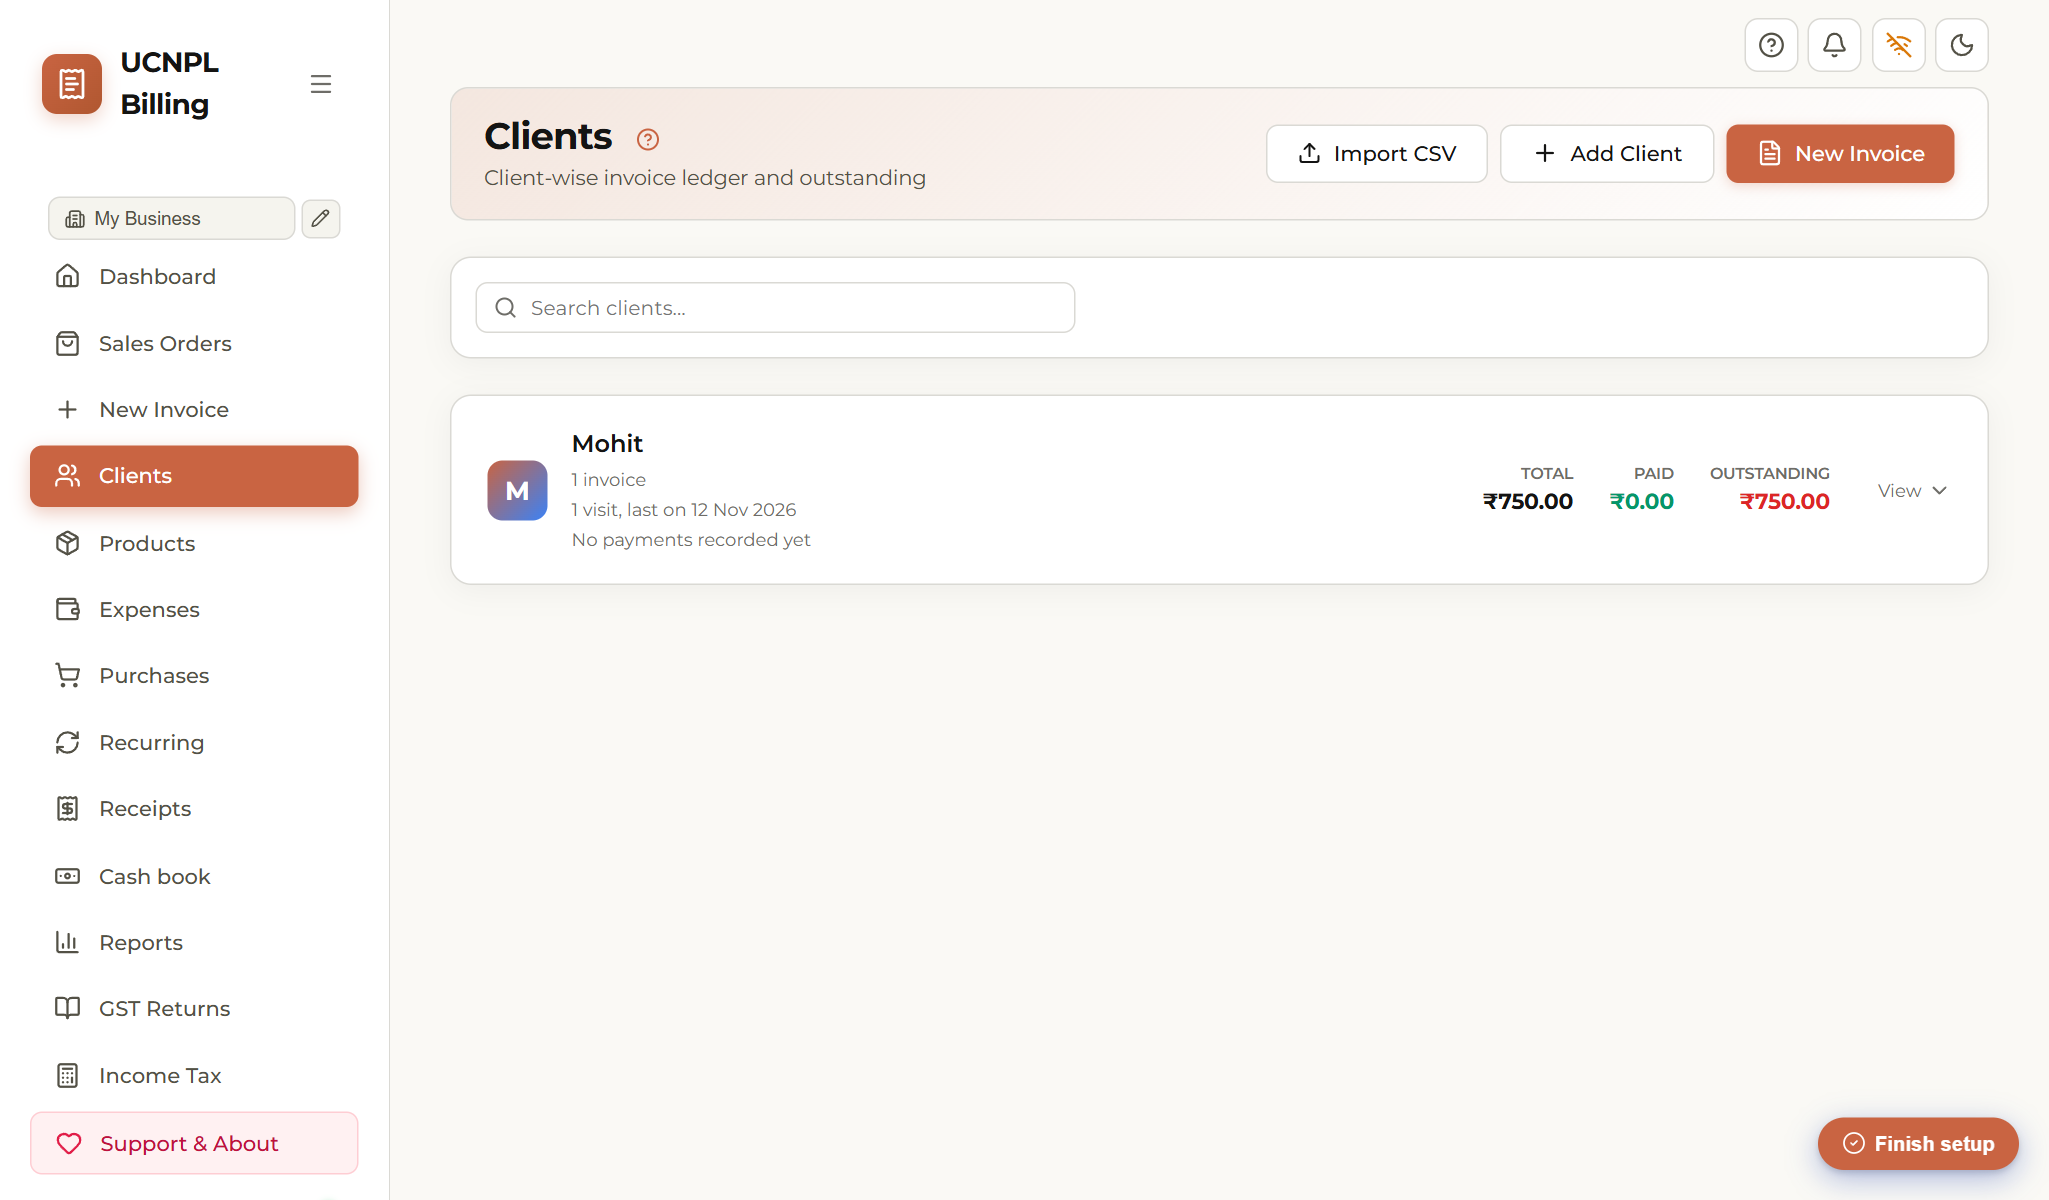 UCNPL
Billing
My Business
Dashboard
Sales Orders
New Invoice
Clients
Products
Expenses
Purchases
Recurring
Receipts
Cash book
Reports
GST Returns
Income Tax
Support & About
Clients
Client-wise invoice ledger and outstanding
Import CSV
Add Client
New Invoice
Search clients...
M
Mohit
1 invoice
1 visit, last on 12 Nov 2026
No payments recorded yet
TOTAL
₹750.00
PAID
₹0.00
OUTSTANDING
₹750.00
View
Finish setup